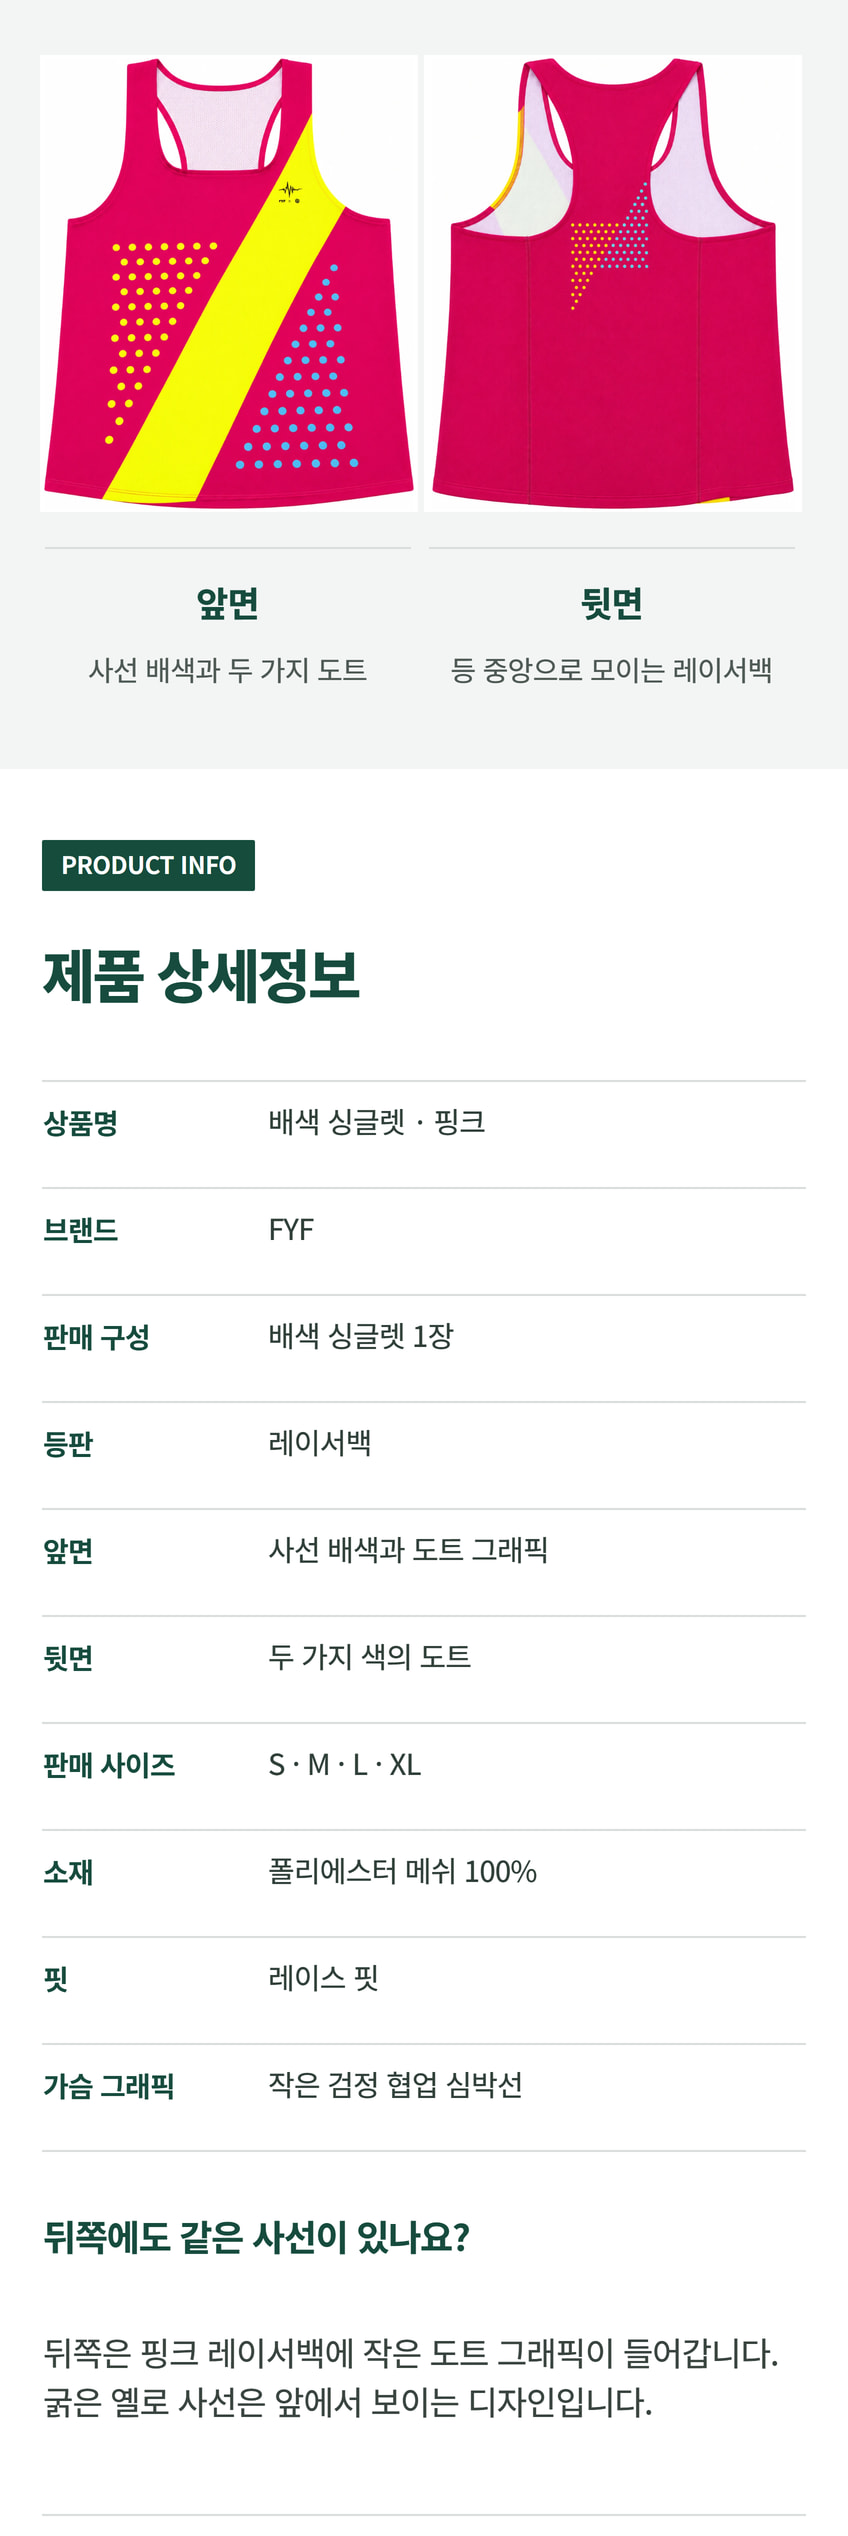 앞면
사선 배색과 두 가지 도트
뒷면
등 중앙으로 모이는 레이서백
PRODUCT INFO
제품 상세정보
상품명 배색 싱글렛 · 핑크
브랜드 FYF
판매 구성 배색 싱글렛 1장
등판 레이서백
앞면 사선 배색과 도트 그래픽
뒷면 두 가지 색의 도트
판매 사이즈 S · M · L · XL
소재 폴리에스터 메쉬 100%
핏 레이스 핏
가슴 그래픽 작은 검정 협업 심박선
뒤쪽에도 같은 사선이 있나요?
뒤쪽은 핑크 레이서백에 작은 도트 그래픽이 들어갑니다.
굵은 옐로 사선은 앞에서 보이는 디자인입니다.